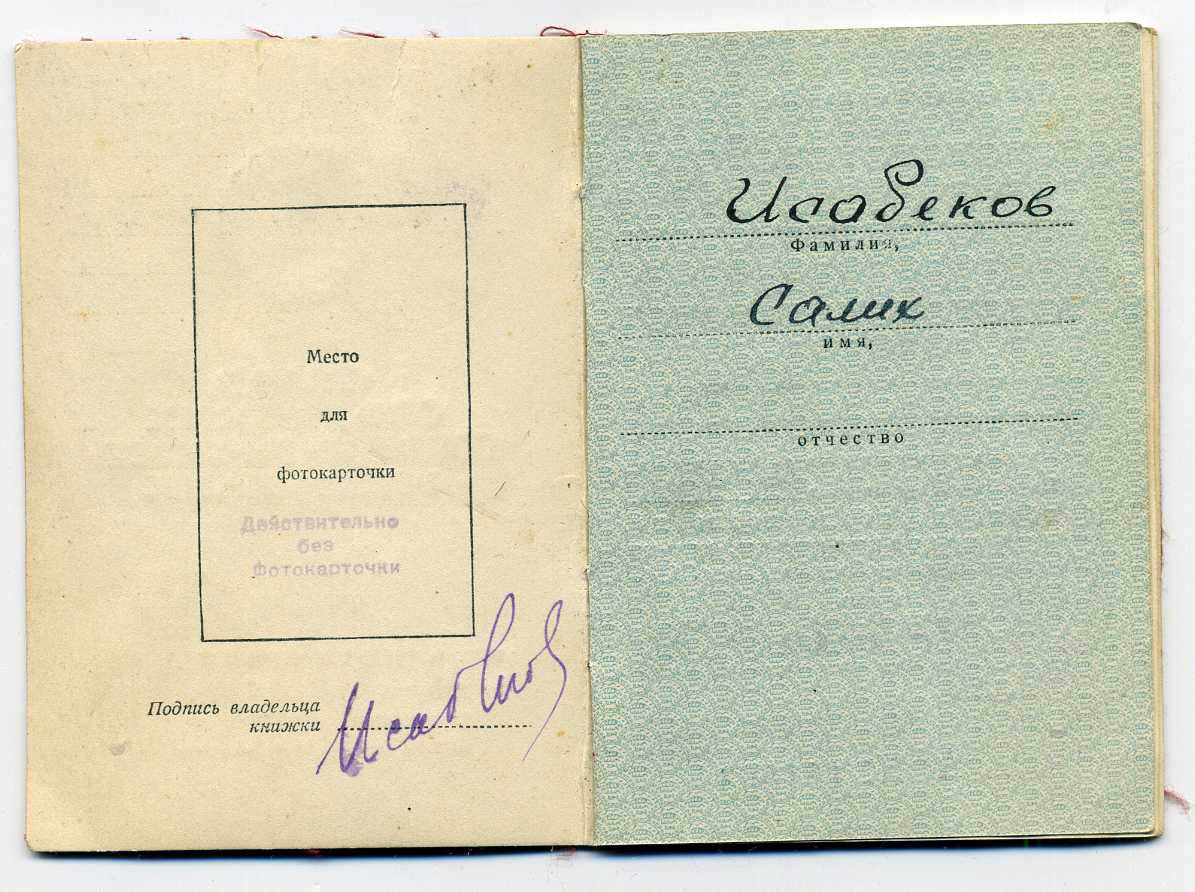 Место
для
фотокарточки
Действительно
без
фотокарточки
Подпись владельца
книжки
Исабеков
Фамилия,
Салих
имя,
отчество